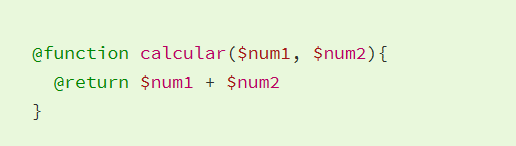 @function calcular($num1, $num2){
  @return $num1 + $num2
}